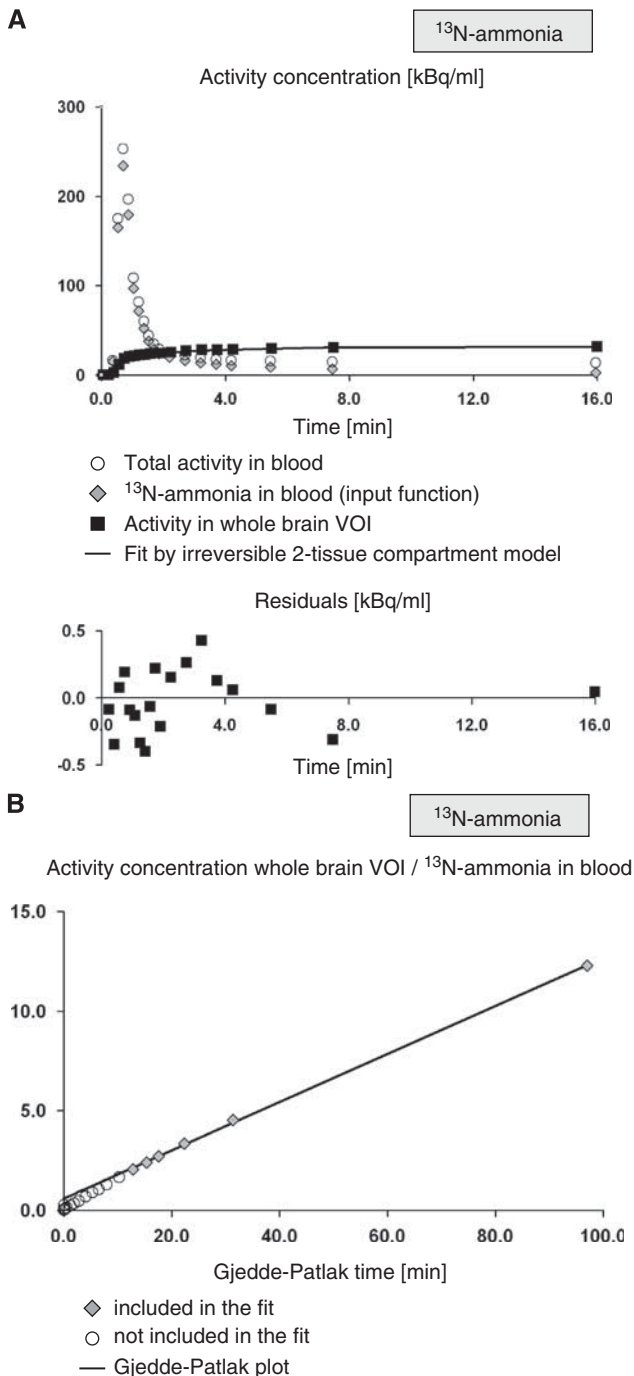 A
¹³N-ammonia
Activity concentration [kBq/ml]
300
200
100
0
0.0 4.0 8.0 12.0 16.0
Time [min]
Total activity in blood
¹³N-ammonia in blood (input function)
Activity in whole brain VOI
Fit by irreversible 2-tissue compartment model
Residuals [kBq/ml]
0.5
0.0
0.0 4.0 8.0 12.0 16.0
-0.5
Time [min]
B
¹³N-ammonia
Activity concentration whole brain VOI / ¹³N-ammonia in blood
15.0
10.0
5.0
0.0
0.0 20.0 40.0 60.0 80.0 100.0
Gjedde-Patlak time [min]
included in the fit
not included in the fit
Gjedde-Patlak plot